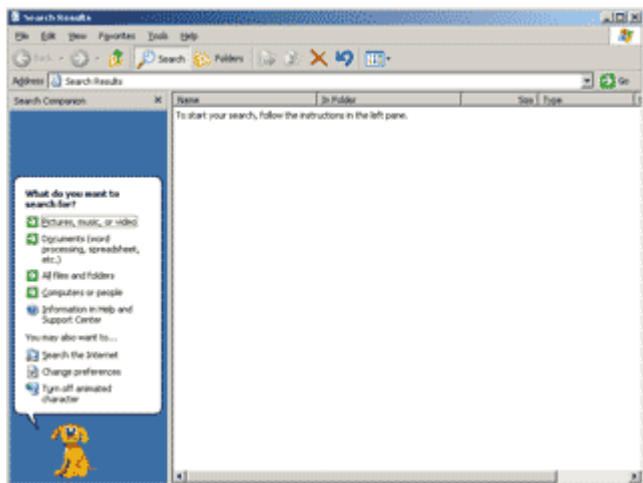 Search Results
File Edit View Favorites Tools Help
Back Search Folders
Address Search Results Go
Search Companion
Name In Folder Size Type
To start your search, follow the instructions in the left pane.
What do you want to
search for?
Pictures, music, or video
Documents (word
processing, spreadsheet,
etc.)
All files and folders
Computers or people
Information in Help and
Support Center
You may also want to...
Search the Internet
Change preferences
Turn off animated
character